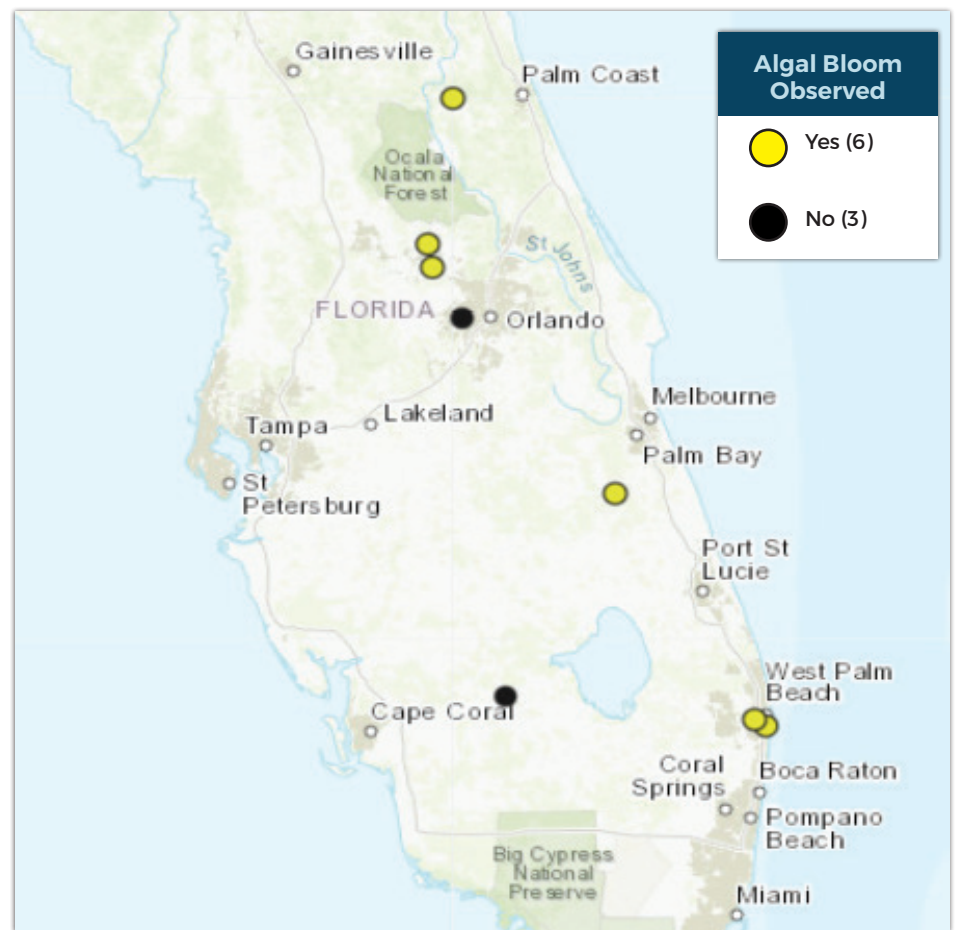 Gainesville
Palm Coast
Algal Bloom
Observed
Yes (6)
No (3)
Ocala
National
Forest
St Johns
FLORIDA
Orlando
Melbourne
Lakeland
Tampa
Palm Bay
St
Petersburg
Port St
Lucie
West Palm
Beach
Cape Coral
Coral
Springs
Boca Raton
Pompano
Beach
Big Cypress
National
Preserve
Miami